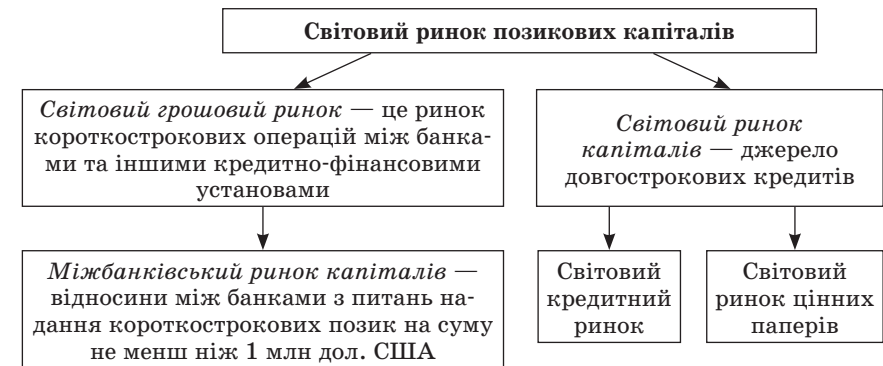 Світовий ринок позикових капіталів
Світовий грошовий ринок — це ринок
короткострокових операцій між банка-
ми та іншими кредитно-фінансовими
установами
Світовий ринок
капіталів — джерело
довгострокових кредитів
Міжбанківський ринок капіталів —
відносини між банками з питань на-
дання короткострокових позик на суму
не менш ніж 1 млн дол. США
Світовий
кредитний
ринок
Світовий
ринок цінних
паперів